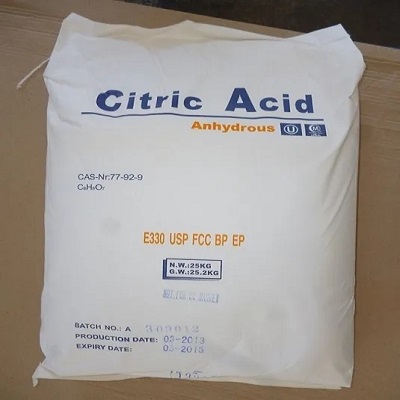 Citric Acid
Anhydrous
CAS-Nr:77-92-9
C₆H₈O₇
E330 USP FCC BP EP
N.W.:25KG
G.W.:25.2KG
BATCH NO.: A
PRODUCTION DATE: 03-2013
EXPIRY DATE: 03-2015